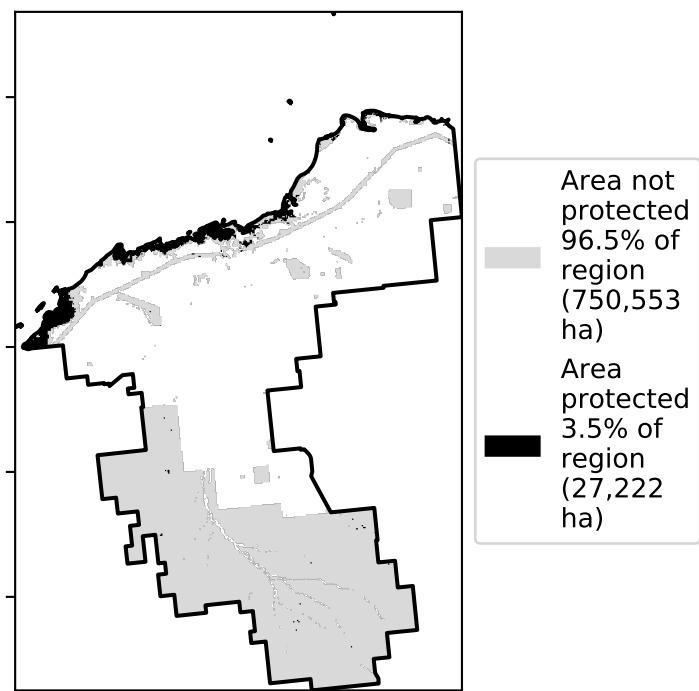 Area not
protected
96.5% of
region
(750,553
ha)
Area
protected
3.5% of
region
(27,222
ha)